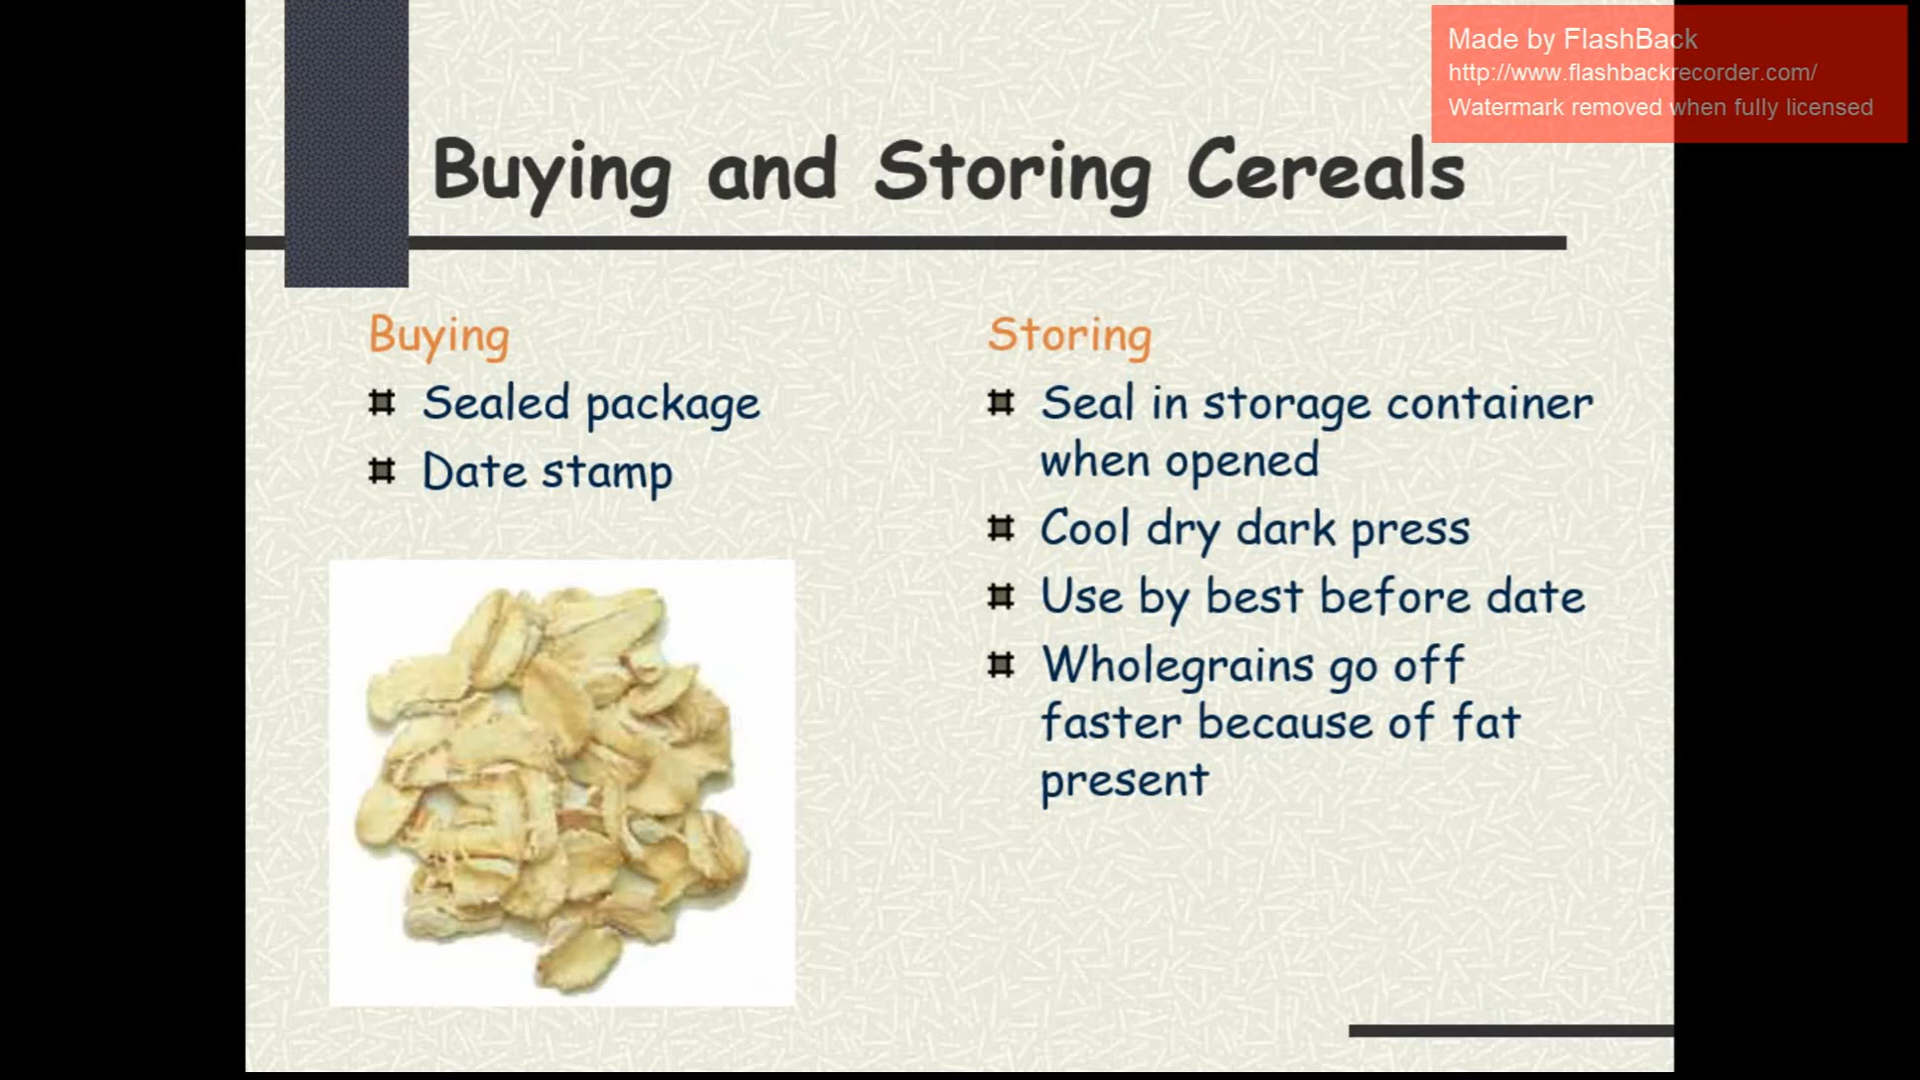 Made by FlashBack
http://www.flashbackrecorder.com/
Watermark removed when fully licensed
Buying and Storing Cereals
Buying
Sealed package
Date stamp
Storing
Seal in storage container
when opened
Cool dry dark press
Use by best before date
Wholegrains go off
faster because of fat
present